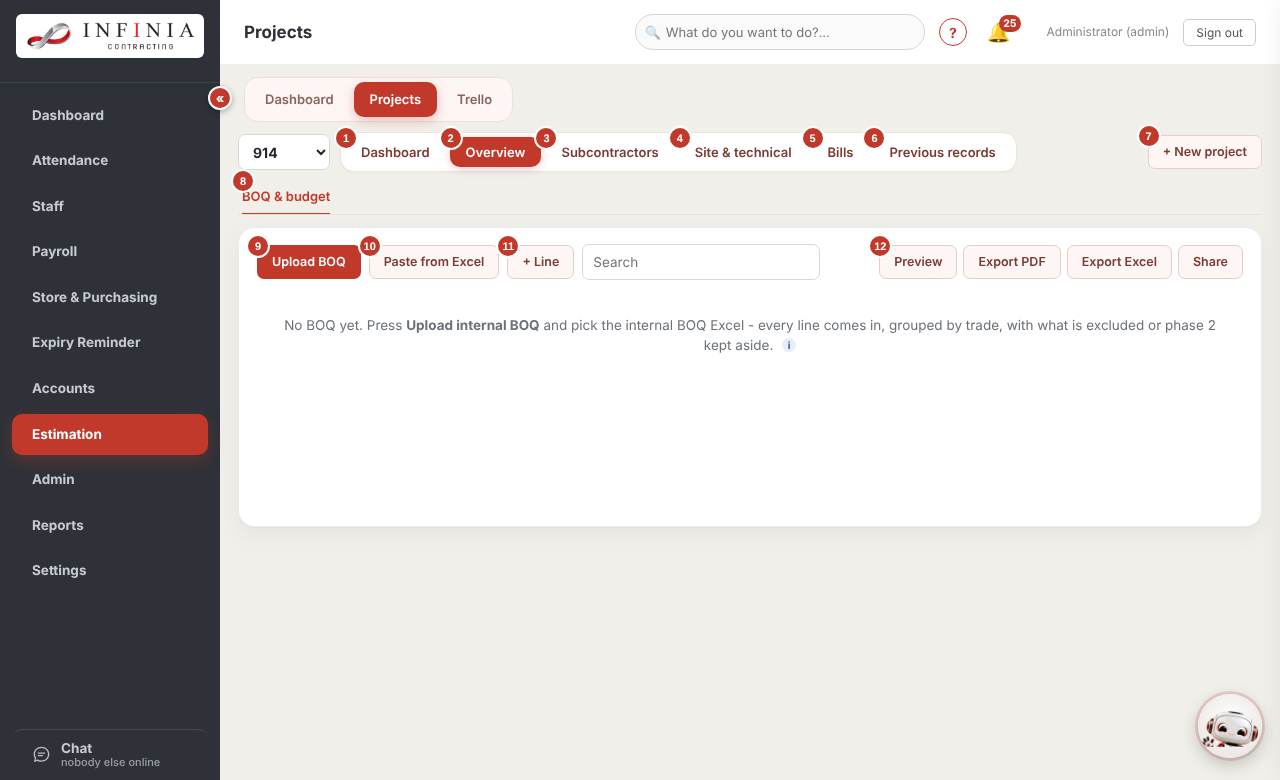 INFINIA
CONTRACTING
Projects
🔍 What do you want to do?...
?
🔔 25
Administrator (admin)
Sign out
«
Dashboard
Attendance
Staff
Payroll
Store & Purchasing
Expiry Reminder
Accounts
Estimation
Admin
Reports
Settings
Chat
nobody else online
Dashboard Projects Trello
914
1 Dashboard
2 Overview
3 Subcontractors
4 Site & technical
5 Bills
6 Previous records
7 + New project
8 BOQ & budget
9 Upload BOQ
10 Paste from Excel
11 + Line
Search
12 Preview
Export PDF
Export Excel
Share
No BOQ yet. Press Upload internal BOQ and pick the internal BOQ Excel - every line comes in, grouped by trade, with what is excluded or phase 2
kept aside. i